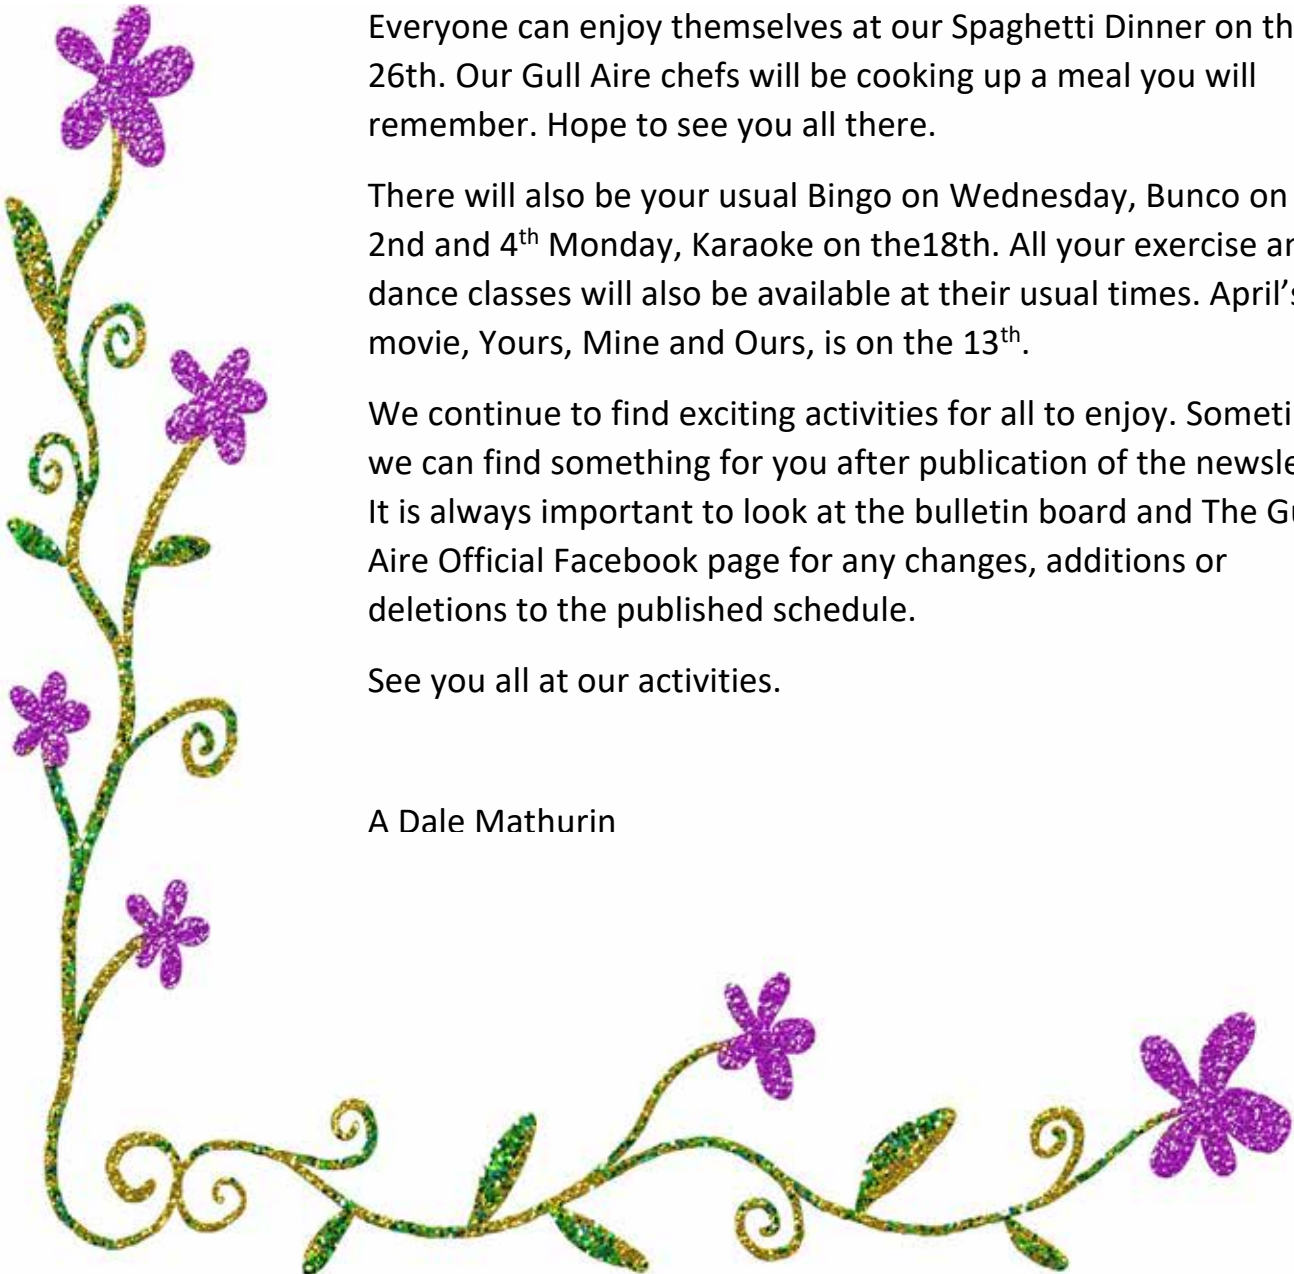 Everyone can enjoy themselves at our Spaghetti Dinner on th
26th. Our Gull Aire chefs will be cooking up a meal you will
remember. Hope to see you all there.
There will also be your usual Bingo on Wednesday, Bunco on
2nd and 4th Monday, Karaoke on the18th. All your exercise an
dance classes will also be available at their usual times. April's
movie, Yours, Mine and Ours, is on the 13th.
We continue to find exciting activities for all to enjoy. Someti
we can find something for you after publication of the newsle
It is always important to look at the bulletin board and The Gu
Aire Official Facebook page for any changes, additions or
deletions to the published schedule.
See you all at our activities.
A Dale Mathurin